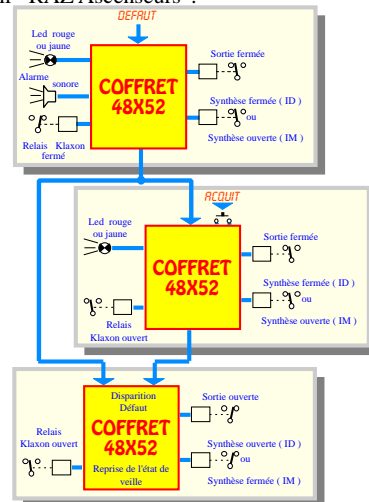 DEFAUT
Led rouge
ou jaune
Alarme
sonore
Relais Klaxon
fermé
COFFRET
48X52
Sortie fermée
Synthèse fermée ( ID )
ou
Synthèse ouverte ( IM )
ACQUIT
Led rouge
ou jaune
Relais
Klaxon ouvert
COFFRET
48X52
Sortie fermée
Synthèse fermée ( ID )
ou
Synthèse ouverte ( IM )
Relais
Klaxon ouvert
Disparition
Défaut
COFFRET
48X52
Reprise de l'état de
veille
Sortie ouverte
Synthèse ouverte ( ID )
ou
Synthèse fermée ( IM )